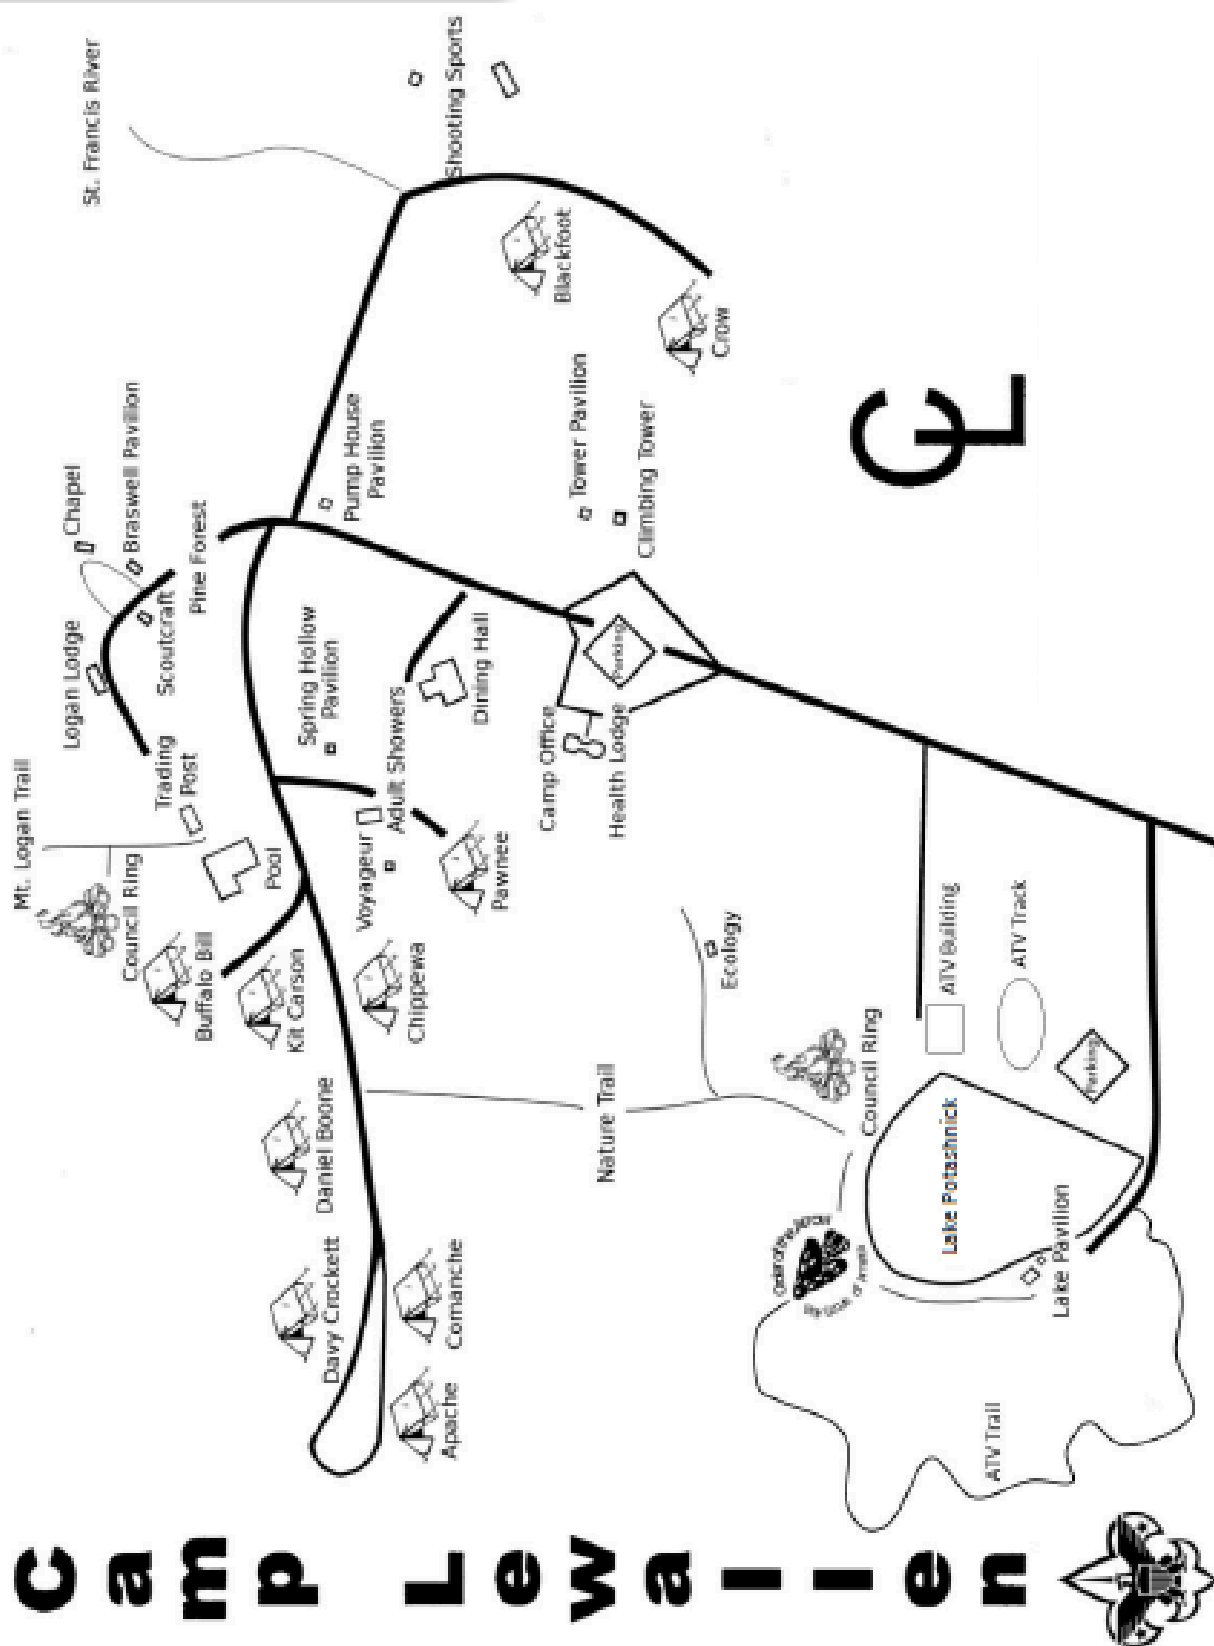 Camp Lewallen
Mt. Logan Trail
Logan Lodge
Chapel
St. Francis River
Council Ring
Braswell Pavilion
Trading
Post
Scoutcraft
Pine Forest
Buffalo Bill
Pool
Kit Carson
Daniel Boone
Davy Crockett
Spring Hollow
Pavilion
Pump House
Pavilion
Voyageur
Adult Showers
Chippewa
Apache
Comanche
Pawnee
Dining Hall
Shooting Sports
Blackfoot
Camp Office
Tower Pavilion
Nature Trail
Health Lodge
Parking
Climbing Tower
Crow
Ecology
Council Ring
CL
Lake Potashnick
ATV Building
ATV Trail
ATV Track
Lake Pavilion
Parking